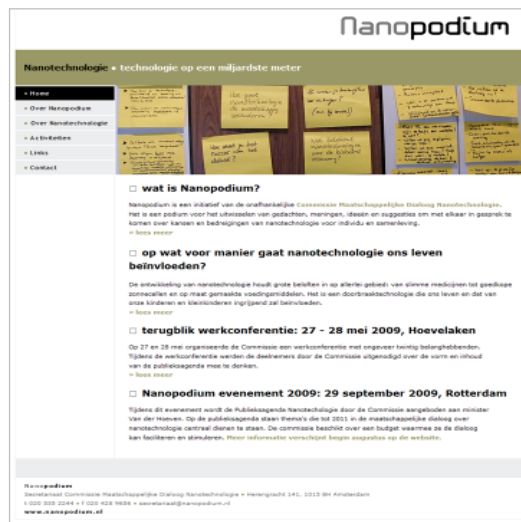 Nanopodium
Nanotechnologie • technologie op een miljardste meter
• Home
• Over Nanopodium
• Over Nanotechnologie
• Activiteiten
• Links
• Contact
wat is Nanopodium?
Nanopodium is een initiatief van de onafhankelijke Commissie Maatschappelijke Dialoog Nanotechnologie.
Het is een podium voor het uitwisselen van gedachten, meningen, ideeën en suggesties om met elkaar in gesprek te
komen over kansen en bedreigingen van nanotechnologie voor individu en samenleving.
» lees meer
op wat voor manier gaat nanotechnologie ons leven
beïnvloeden?
De ontwikkeling van nanotechnologie houdt grote beloften in op allerlei gebied: van slimme medicijnen tot goedkope
zonnecellen en op maat gemaakte voedingsmiddelen. Het is een doorbraaktechnologie die ons leven en dat van
onze kinderen en kleinkinderen ingrijpend zal beïnvloeden.
» lees meer
terugblik werkconferentie: 27 - 28 mei 2009, Hoevelaken
Op 27 en 28 mei organiseerde de Commissie een werkconferentie met ongeveer twintig belanghebbenden.
Tijdens de werkconferentie werden de deelnemers door de Commissie uitgenodigd over de vorm en inhoud
van de publieksagenda mee te denken.
» lees meer
Nanopodium evenement 2009: 29 september 2009, Rotterdam
Tijdens dit evenement wordt de Publieksagenda Nanotechologie door de Commissie aangeboden aan minister
Van der Hoeven. Op de publieksagenda staan thema's die tot 2011 in de maatschappelijke dialoog over
nanotechnologie centraal dienen te staan. De commissie beschikt over een budget waarmee ze de dialoog
kan faciliteren en stimuleren. Meer informatie verschijnt begin augustus op de website.
Nanopodium
Secretariaat Commissie Maatschappelijke Dialoog Nanotechnologie • Herengracht 141, 1015 BH Amsterdam
t 020 303 2244 • f 020 428 9656 • secretariaat@nanopodium.nl
www.nanopodium.nl